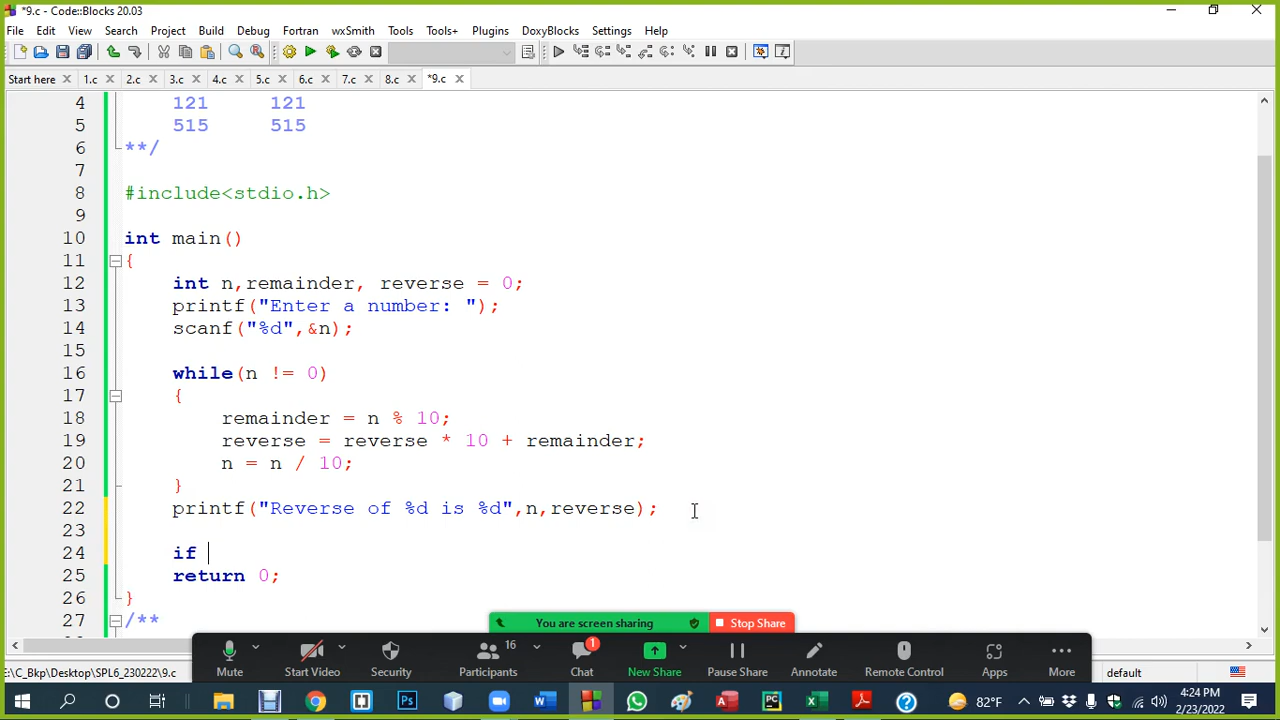 *9.c - Code::Blocks 20.03
File Edit View Search Project Build Debug Fortran wxSmith Tools Tools+ Plugins DoxyBlocks Settings Help
Start here 1.c 2.c 3.c 4.c 5.c 6.c 7.c 8.c *9.c
4 121 121
5 515 515
6 **/
7
8 #include<stdio.h>
9
10 int main()
11 {
12 int n,remainder, reverse = 0;
13 printf("Enter a number: ");
14 scanf("%d",&n);
15
16 while(n != 0)
17 {
18 remainder = n % 10;
19 reverse = reverse * 10 + remainder;
20 n = n / 10;
21 }
22 printf("Reverse of %d is %d",n,reverse);
23
24 if
25 return 0;
26 }
27 /**
You are screen sharing Stop Share
16 1
Mute Start Video Security Participants Chat New Share Pause Share Annotate Remote Control Apps More
E:\C_Bkp\Desktop\SPL6_230222\9.c default
82°F 4:24 PM
2/23/2022